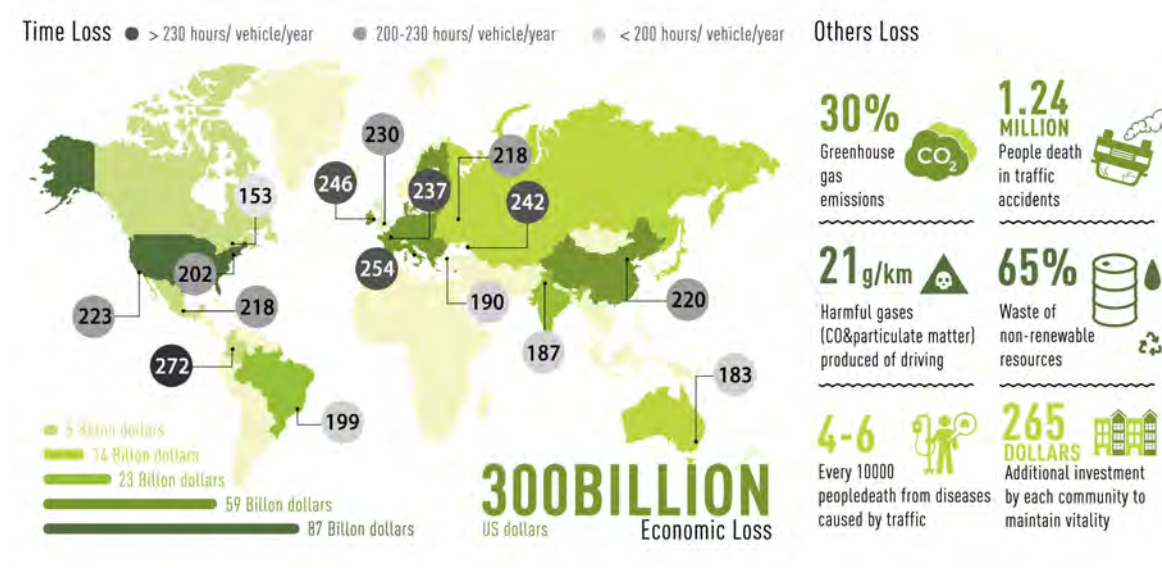 Time Loss
> 230 hours/ vehicle/year
200-230 hours/ vehicle/year
< 200 hours/ vehicle/year
230
218
246
237
242
153
254
202
190
220
223
218
187
272
183
199
5 Billon dollars
14 Billon dollars
23 Billon dollars
59 Billon dollars
87 Billon dollars
300BILLION
US dollars
Economic Loss
Others Loss
30%
Greenhouse
gas
emissions
CO2
1.24
MILLION
People death
in traffic
accidents
21g/km
Harmful gases
(CO&particulate matter)
produced of driving
65%
Waste of
non-renewable
resources
4-6
Every 10000
peopledeath from diseases
caused by traffic
265
DOLLARS
Additional investment
by each community to
maintain vitality